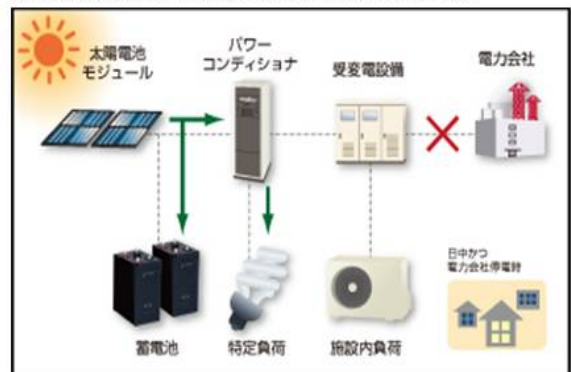 太陽電池
モジュール
パワー
コンディショナ
受変電設備
電力会社
蓄電池
特定負荷
施設内負荷
日中かつ
電力会社停電時